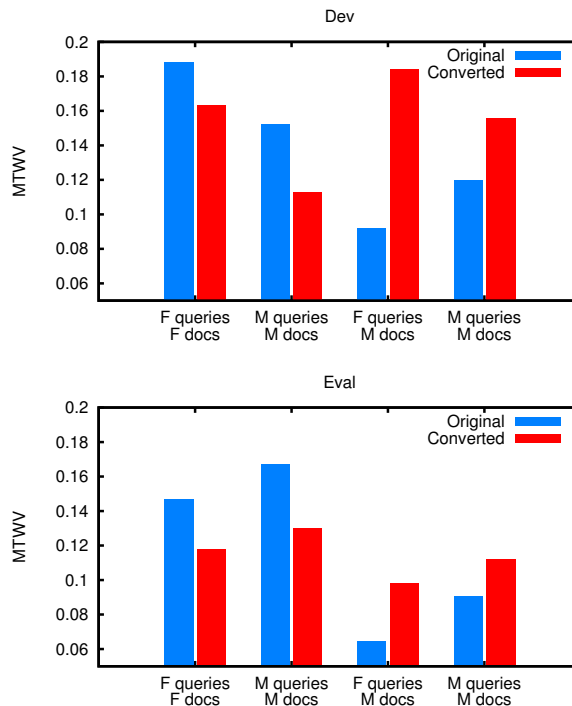 Dev
0.2
0.18
0.16
0.14
0.12
0.1
0.08
0.06
MTWV
Original
Converted
F queries M queries F queries M queries
F docs M docs M docs M docs
Eval
0.2
0.18
0.16
0.14
0.12
0.1
0.08
0.06
MTWV
Original
Converted
F queries M queries F queries M queries
F docs M docs M docs M docs